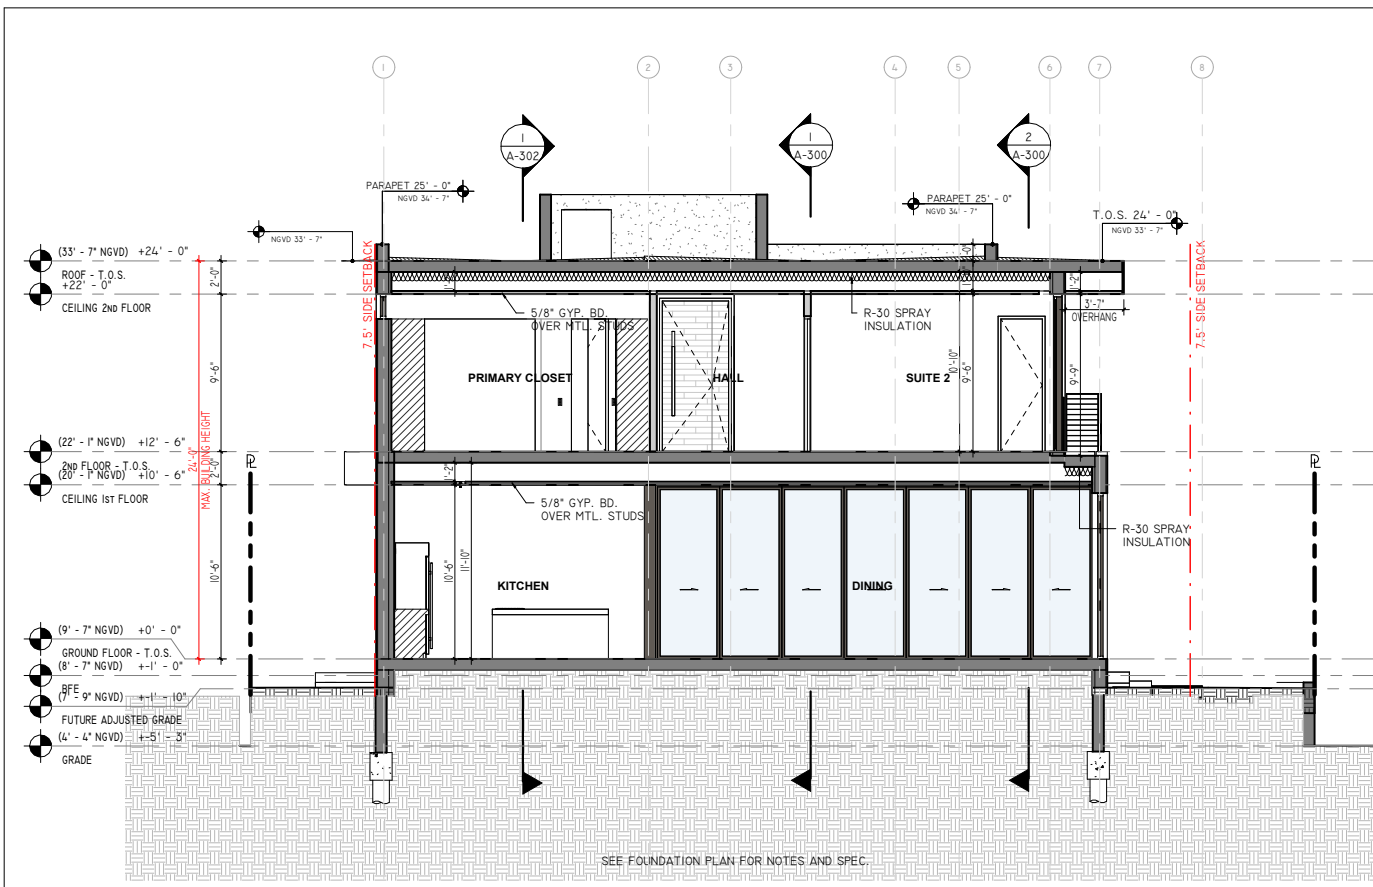 1 2 3 4 5 6 7 8
1
A-302
1
A-300
2
A-300
PARAPET 25' - 0"
NGVD 34' - 7"
PARAPET 25' - 0"
NGVD 34' - 7"
T.O.S. 24' - 0"
NGVD 33' - 7"
NGVD 33' - 7"
(33' - 7" NGVD) +24' - 0"
ROOF - T.O.S.
+22' - 0"
CEILING 2ND FLOOR
(22' - 1" NGVD) +12' - 6"
2ND FLOOR - T.O.S.
(20' - 1" NGVD) +10' - 6"
CEILING 1ST FLOOR
(9' - 7" NGVD) +0' - 0"
GROUND FLOOR - T.O.S.
(8' - 7" NGVD) +-1' - 0"
BFE
(7' - 9" NGVD) +-1' - 10"
FUTURE ADJUSTED GRADE
(4' - 4" NGVD) +-5' - 3"
GRADE
24'-0"
MAX. BUILDING HEIGHT
2'-0"
9'-6"
2'-0"
10'-6"
7.5' SIDE SETBACK
7.5' SIDE SETBACK
5/8" GYP. BD.
OVER MTL. STUDS
R-30 SPRAY
INSULATION
1'-2"
3'-7"
OVERHANG
PRIMARY CLOSET
HALL
SUITE 2
10'-10"
9'-6"
9'-9"
1'-2"
5/8" GYP. BD.
OVER MTL. STUDS
R-30 SPRAY
INSULATION
10'-6"
11'-10"
KITCHEN
DINING
PL
PL
SEE FOUNDATION PLAN FOR NOTES AND SPEC.